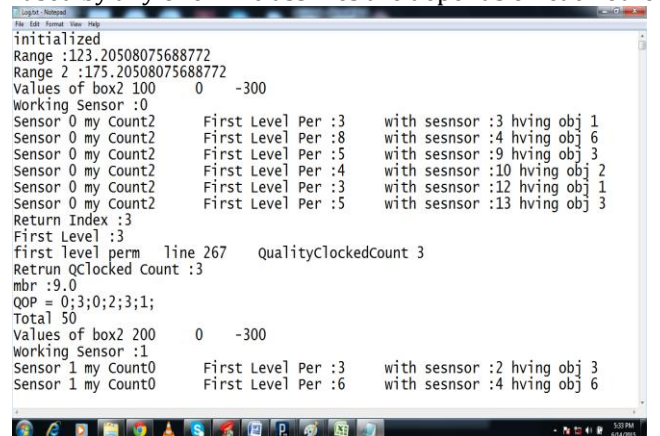 Log.txt - Notepad
File Edit Format View Help
initialized
Range :123.20508075688772
Range 2 :175.20508075688772
Values of box2 100 0 -300
Working Sensor :0
Sensor 0 my Count2 First Level Per :3 with sesnsor :3 hving obj 1
Sensor 0 my Count2 First Level Per :8 with sesnsor :4 hving obj 6
Sensor 0 my Count2 First Level Per :5 with sesnsor :9 hving obj 3
Sensor 0 my Count2 First Level Per :4 with sesnsor :10 hving obj 2
Sensor 0 my Count2 First Level Per :3 with sesnsor :12 hving obj 1
Sensor 0 my Count2 First Level Per :5 with sesnsor :13 hving obj 3
Return Index :3
First Level :3
first level perm line 267 QualityClockedCount 3
Retrun QClocked Count :3
mbr :9.0
QOP = 0;3;0;2;3;1;
Total 50
Values of box2 200 0 -300
Working Sensor :1
Sensor 1 my Count0 First Level Per :3 with sesnsor :2 hving obj 3
Sensor 1 my Count0 First Level Per :6 with sesnsor :4 hving obj 6
5:33 PM
6/14/2015